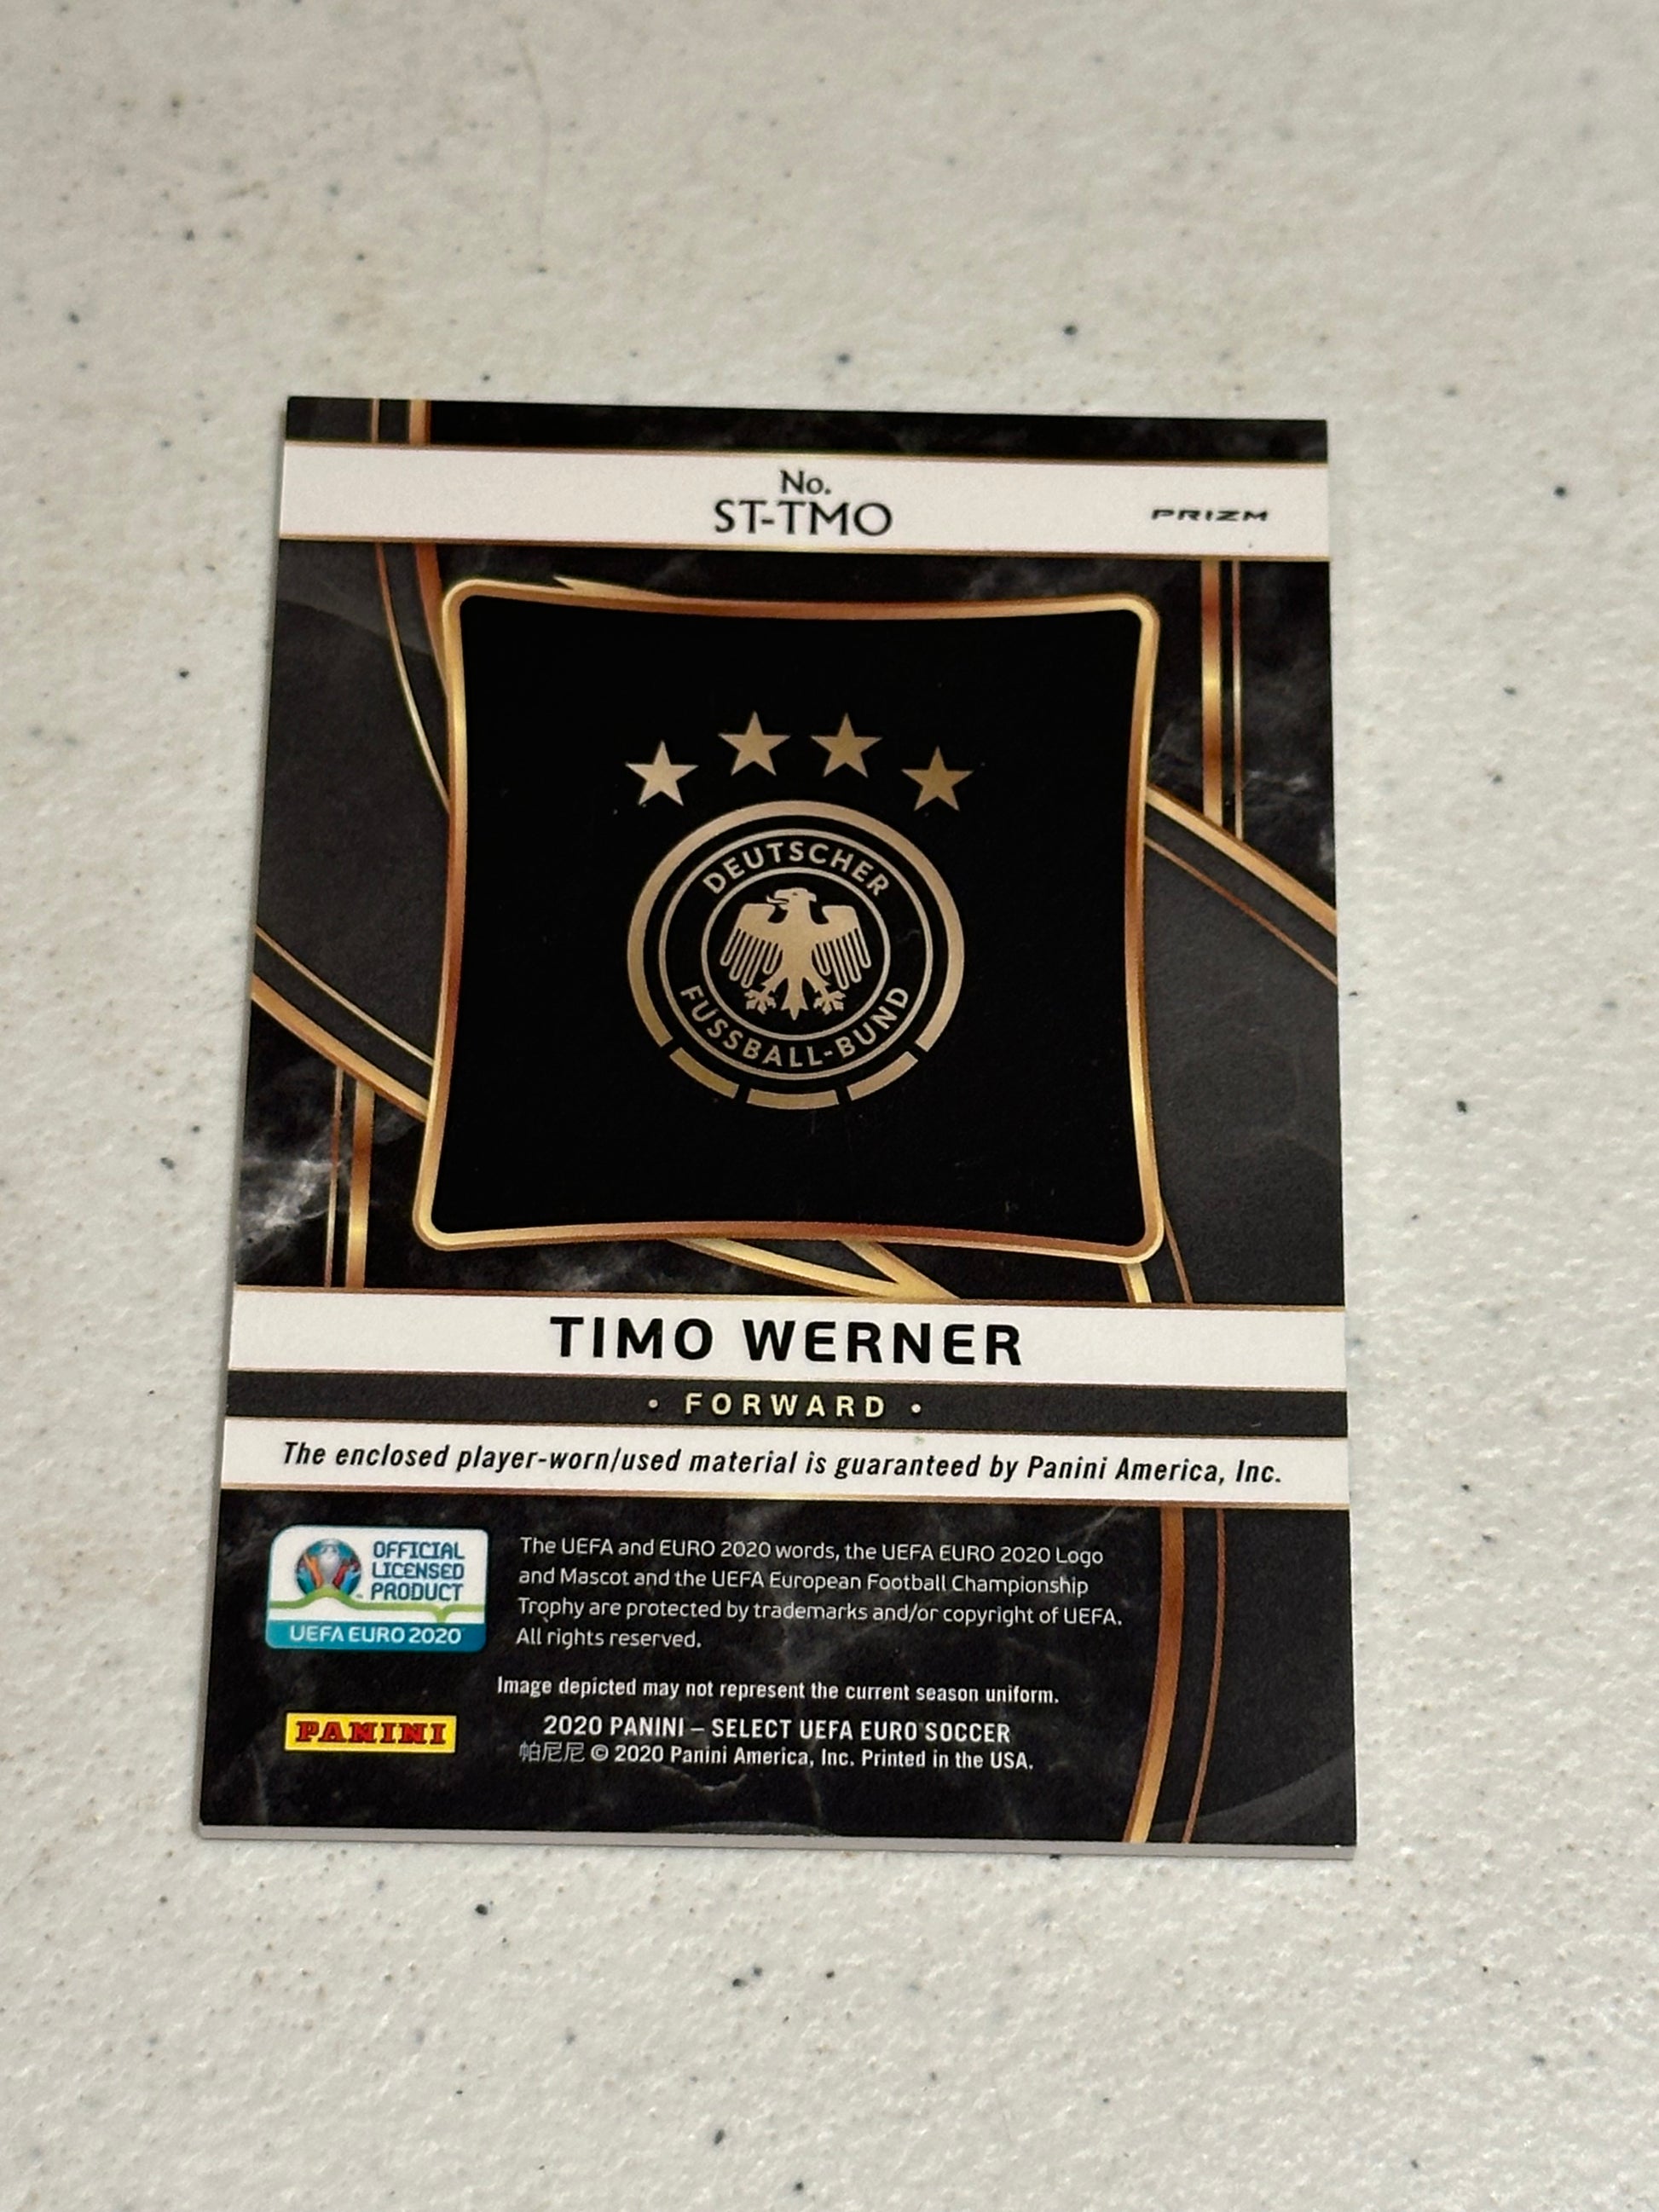 No.
ST-TMO
PRIZM
DEUTSCHER
FUSSBALL-BUND
TIMO WERNER
• FORWARD •
The enclosed player-worn/used material is guaranteed by Panini America, Inc.
OFFICIAL
LICENSED
PRODUCT
UEFA EURO 2020
The UEFA and EURO 2020 words, the UEFA EURO 2020 Logo
and Mascot and the UEFA European Football Championship
Trophy are protected by trademarks and/or copyright of UEFA.
All rights reserved.
Image depicted may not represent the current season uniform.
PANINI
2020 PANINI – SELECT UEFA EURO SOCCER
帕尼尼 © 2020 Panini America, Inc. Printed in the USA.